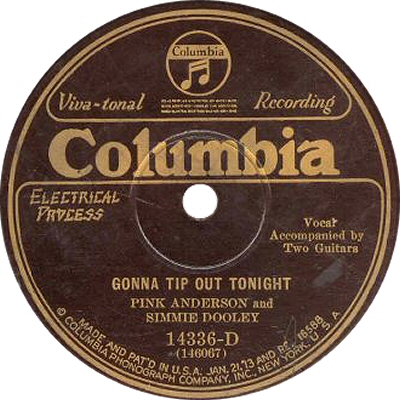 Columbia
Viva-tonal Recording
Columbia
ELECTRICAL
PROCESS
Vocal
Accompanied by
Two Guitars
GONNA TIP OUT TONIGHT
PINK ANDERSON and
SIMMIE DOOLEY
14336-D
(146067)
MADE AND PAT'D IN U.S.A. JAN. 21, '13 AND RE. 16588
© COLUMBIA PHONOGRAPH COMPANY, INC., NEW YORK, U.S.A.